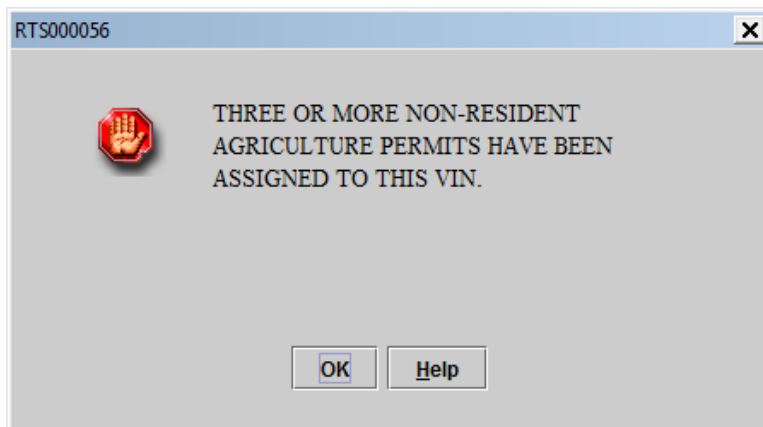 RTS000056
THREE OR MORE NON-RESIDENT
AGRICULTURE PERMITS HAVE BEEN
ASSIGNED TO THIS VIN.
OK
Help